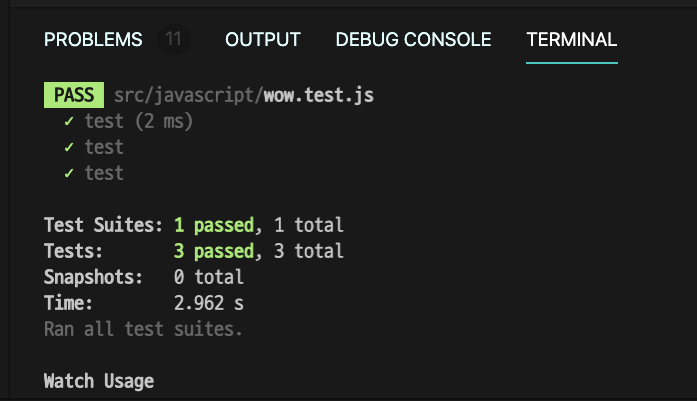 PROBLEMS 11 OUTPUT DEBUG CONSOLE TERMINAL
PASS src/javascript/wow.test.js
✓ test (2 ms)
✓ test
✓ test
Test Suites: 1 passed, 1 total
Tests: 3 passed, 3 total
Snapshots: 0 total
Time: 2.962 s
Ran all test suites.
Watch Usage